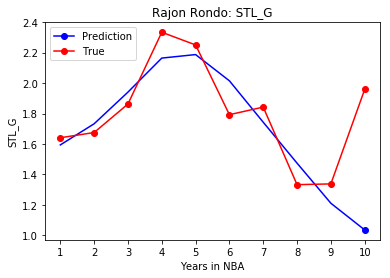 Rajon Rondo: STL_G
Prediction
True
STL_G
2.4
2.2
2.0
1.8
1.6
1.4
1.2
1.0
1 2 3 4 5 6 7 8 9 10
Years in NBA